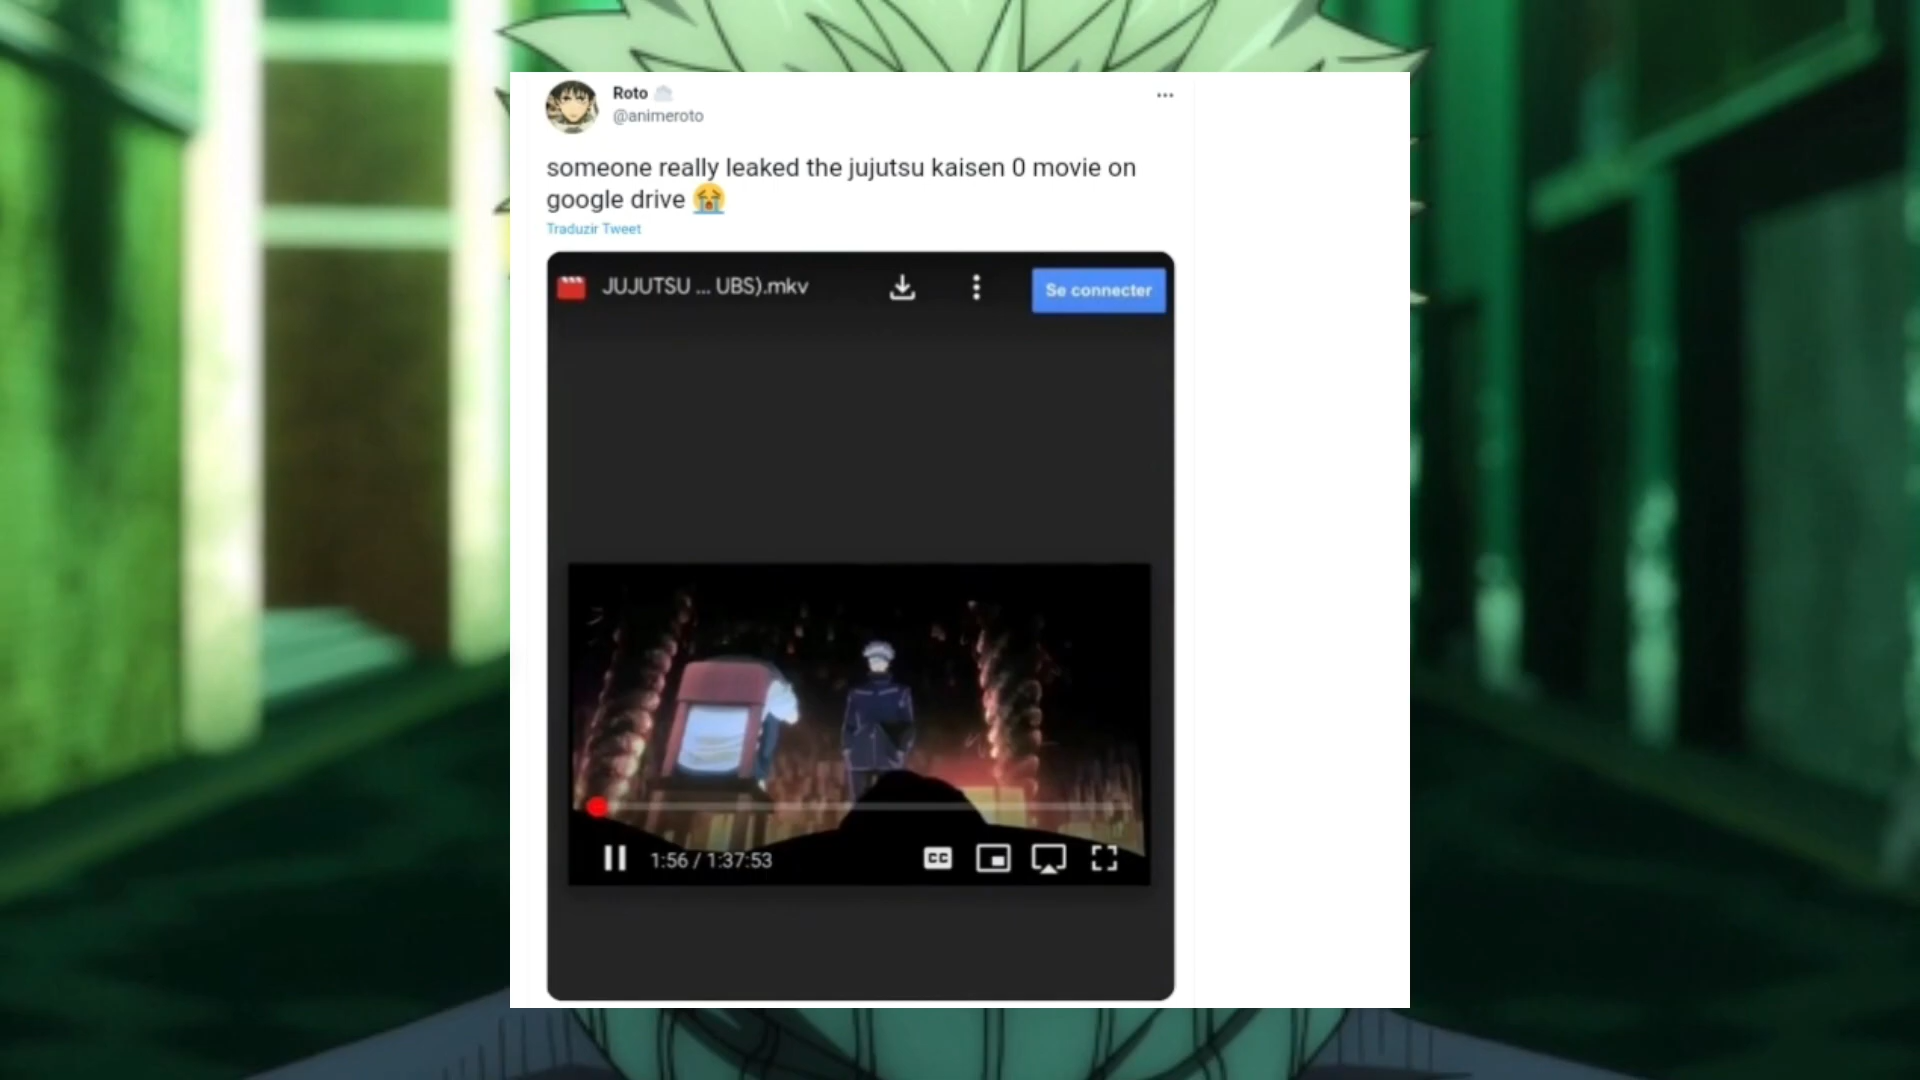 Roto
@animeroto
someone really leaked the jujutsu kaisen 0 movie on
google drive 😭
Traduzir Tweet
JUJUTSU ... UBS).mkv
Se connecter
1:56 / 1:37:53
CC